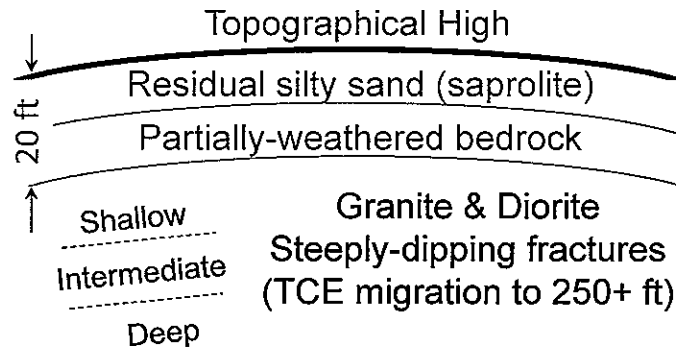 Topographical High
Residual silty sand (saprolite)
20 ft
Partially-weathered bedrock
Shallow
Intermediate
Deep
Granite & Diorite
Steeply-dipping fractures
(TCE migration to 250+ ft)